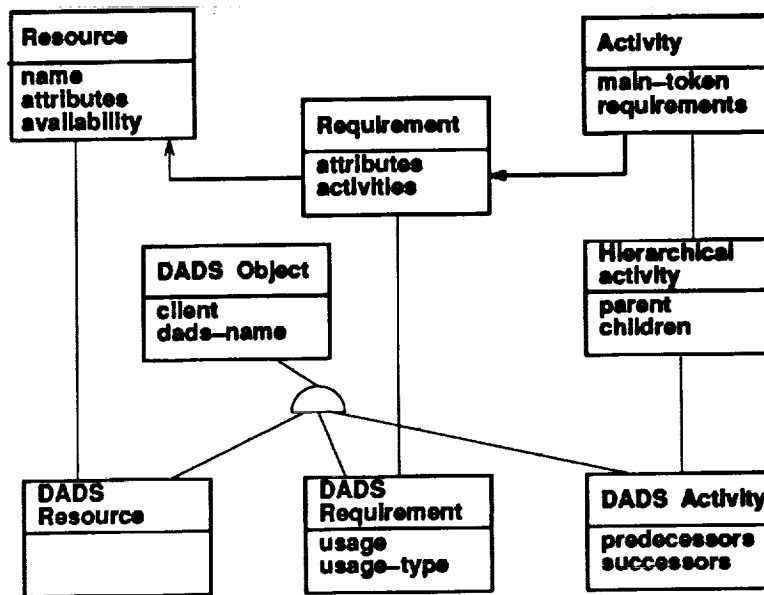 Resource
name
attributes
availability
Activity
main-token
requirements
Requirement
attributes
activities
DADS Object
client
dads-name
Hierarchical
activity
parent
children
DADS
Resource
DADS
Requirement
usage
usage-type
DADS Activity
predecessors
successors